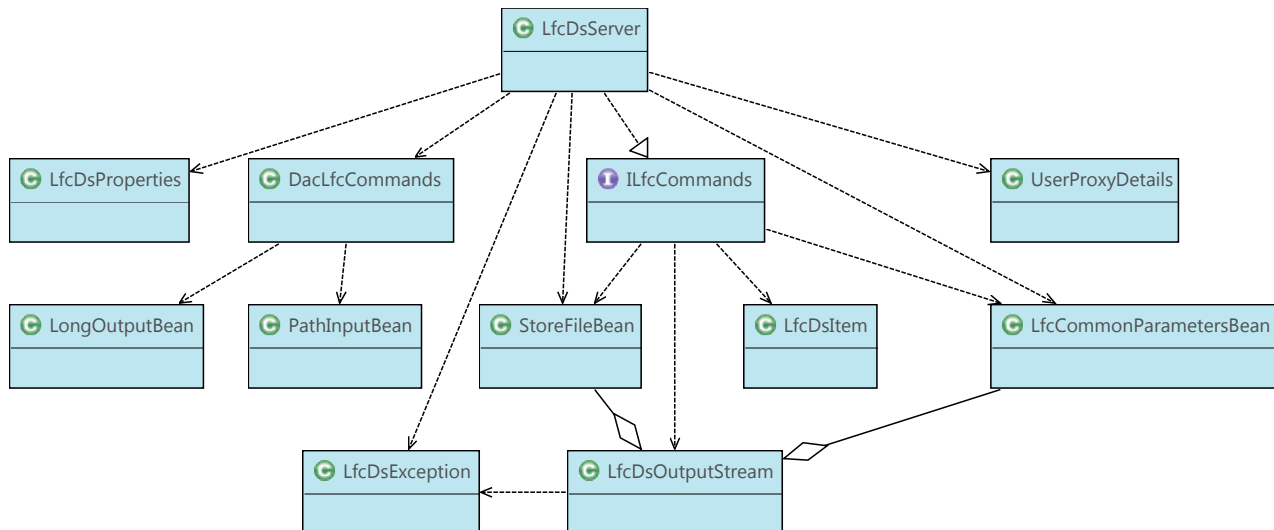 C LfcDsServer
C LfcDsProperties
C DacLfcCommands
I ILfcCommands
C UserProxyDetails
C LongOutputBean
C PathInputBean
C StoreFileBean
C LfcDsItem
C LfcCommonParametersBean
C LfcDsException
C LfcDsOutputStream